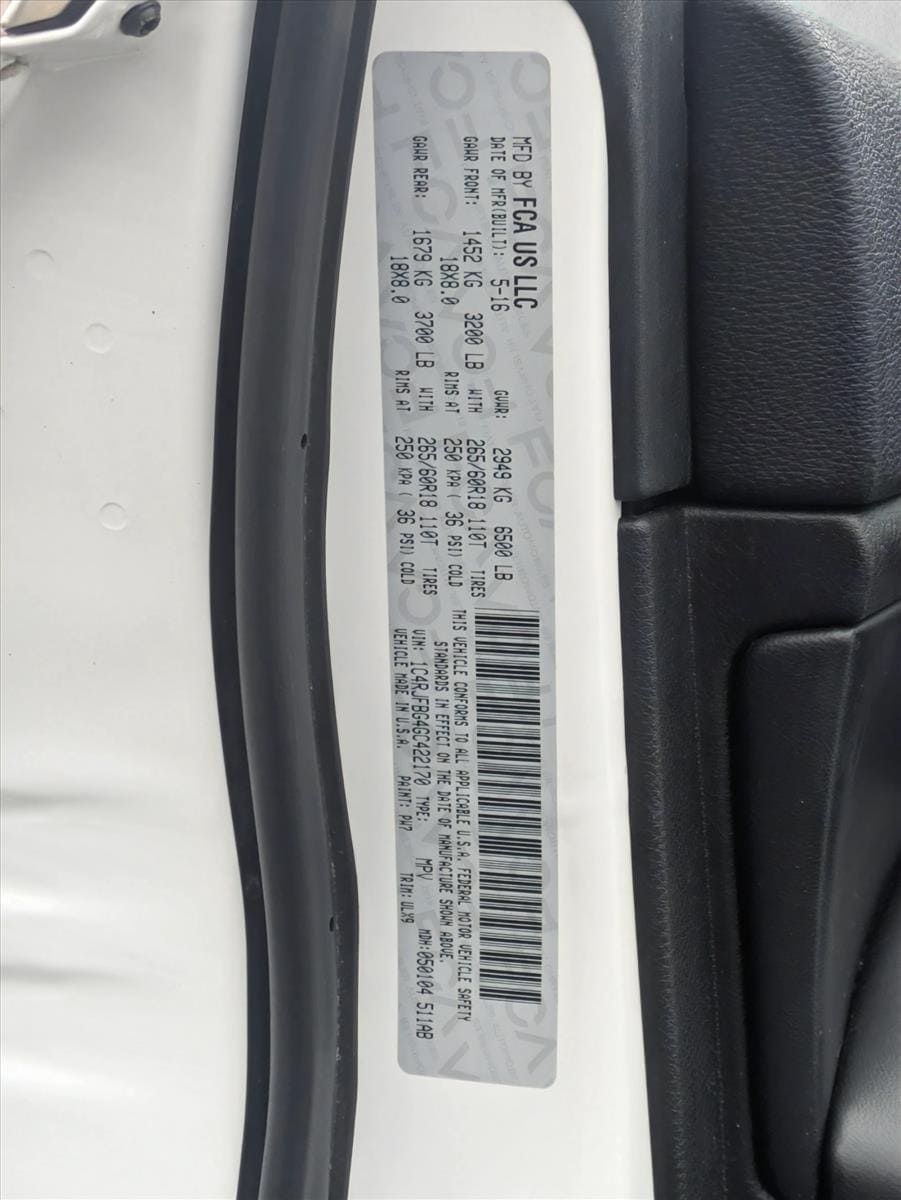 MFD BY FCA US LLC
DATE OF MFR(BUILT): 5-16 GVWR: 2949 KG 6500 LB
GAWR FRONT: 1452 KG 3200 LB WITH 265/60R18 110T TIRES
18X8.0 RIMS AT 250 KPA ( 36 PSI) COLD
GAWR REAR: 1679 KG 3700 LB WITH 265/60R18 110T TIRES
18X8.0 RIMS AT 250 KPA ( 36 PSI) COLD
THIS VEHICLE CONFORMS TO ALL APPLICABLE U.S.A. FEDERAL MOTOR VEHICLE SAFETY
STANDARDS IN EFFECT ON THE DATE OF MANUFACTURE SHOWN ABOVE.
VIN: 1C4RJFBG4GC422170 TYPE: MPV MDH:050104 511AB
VEHICLE MADE IN U.S.A. PAINT: PW7 TRIM:ULX9